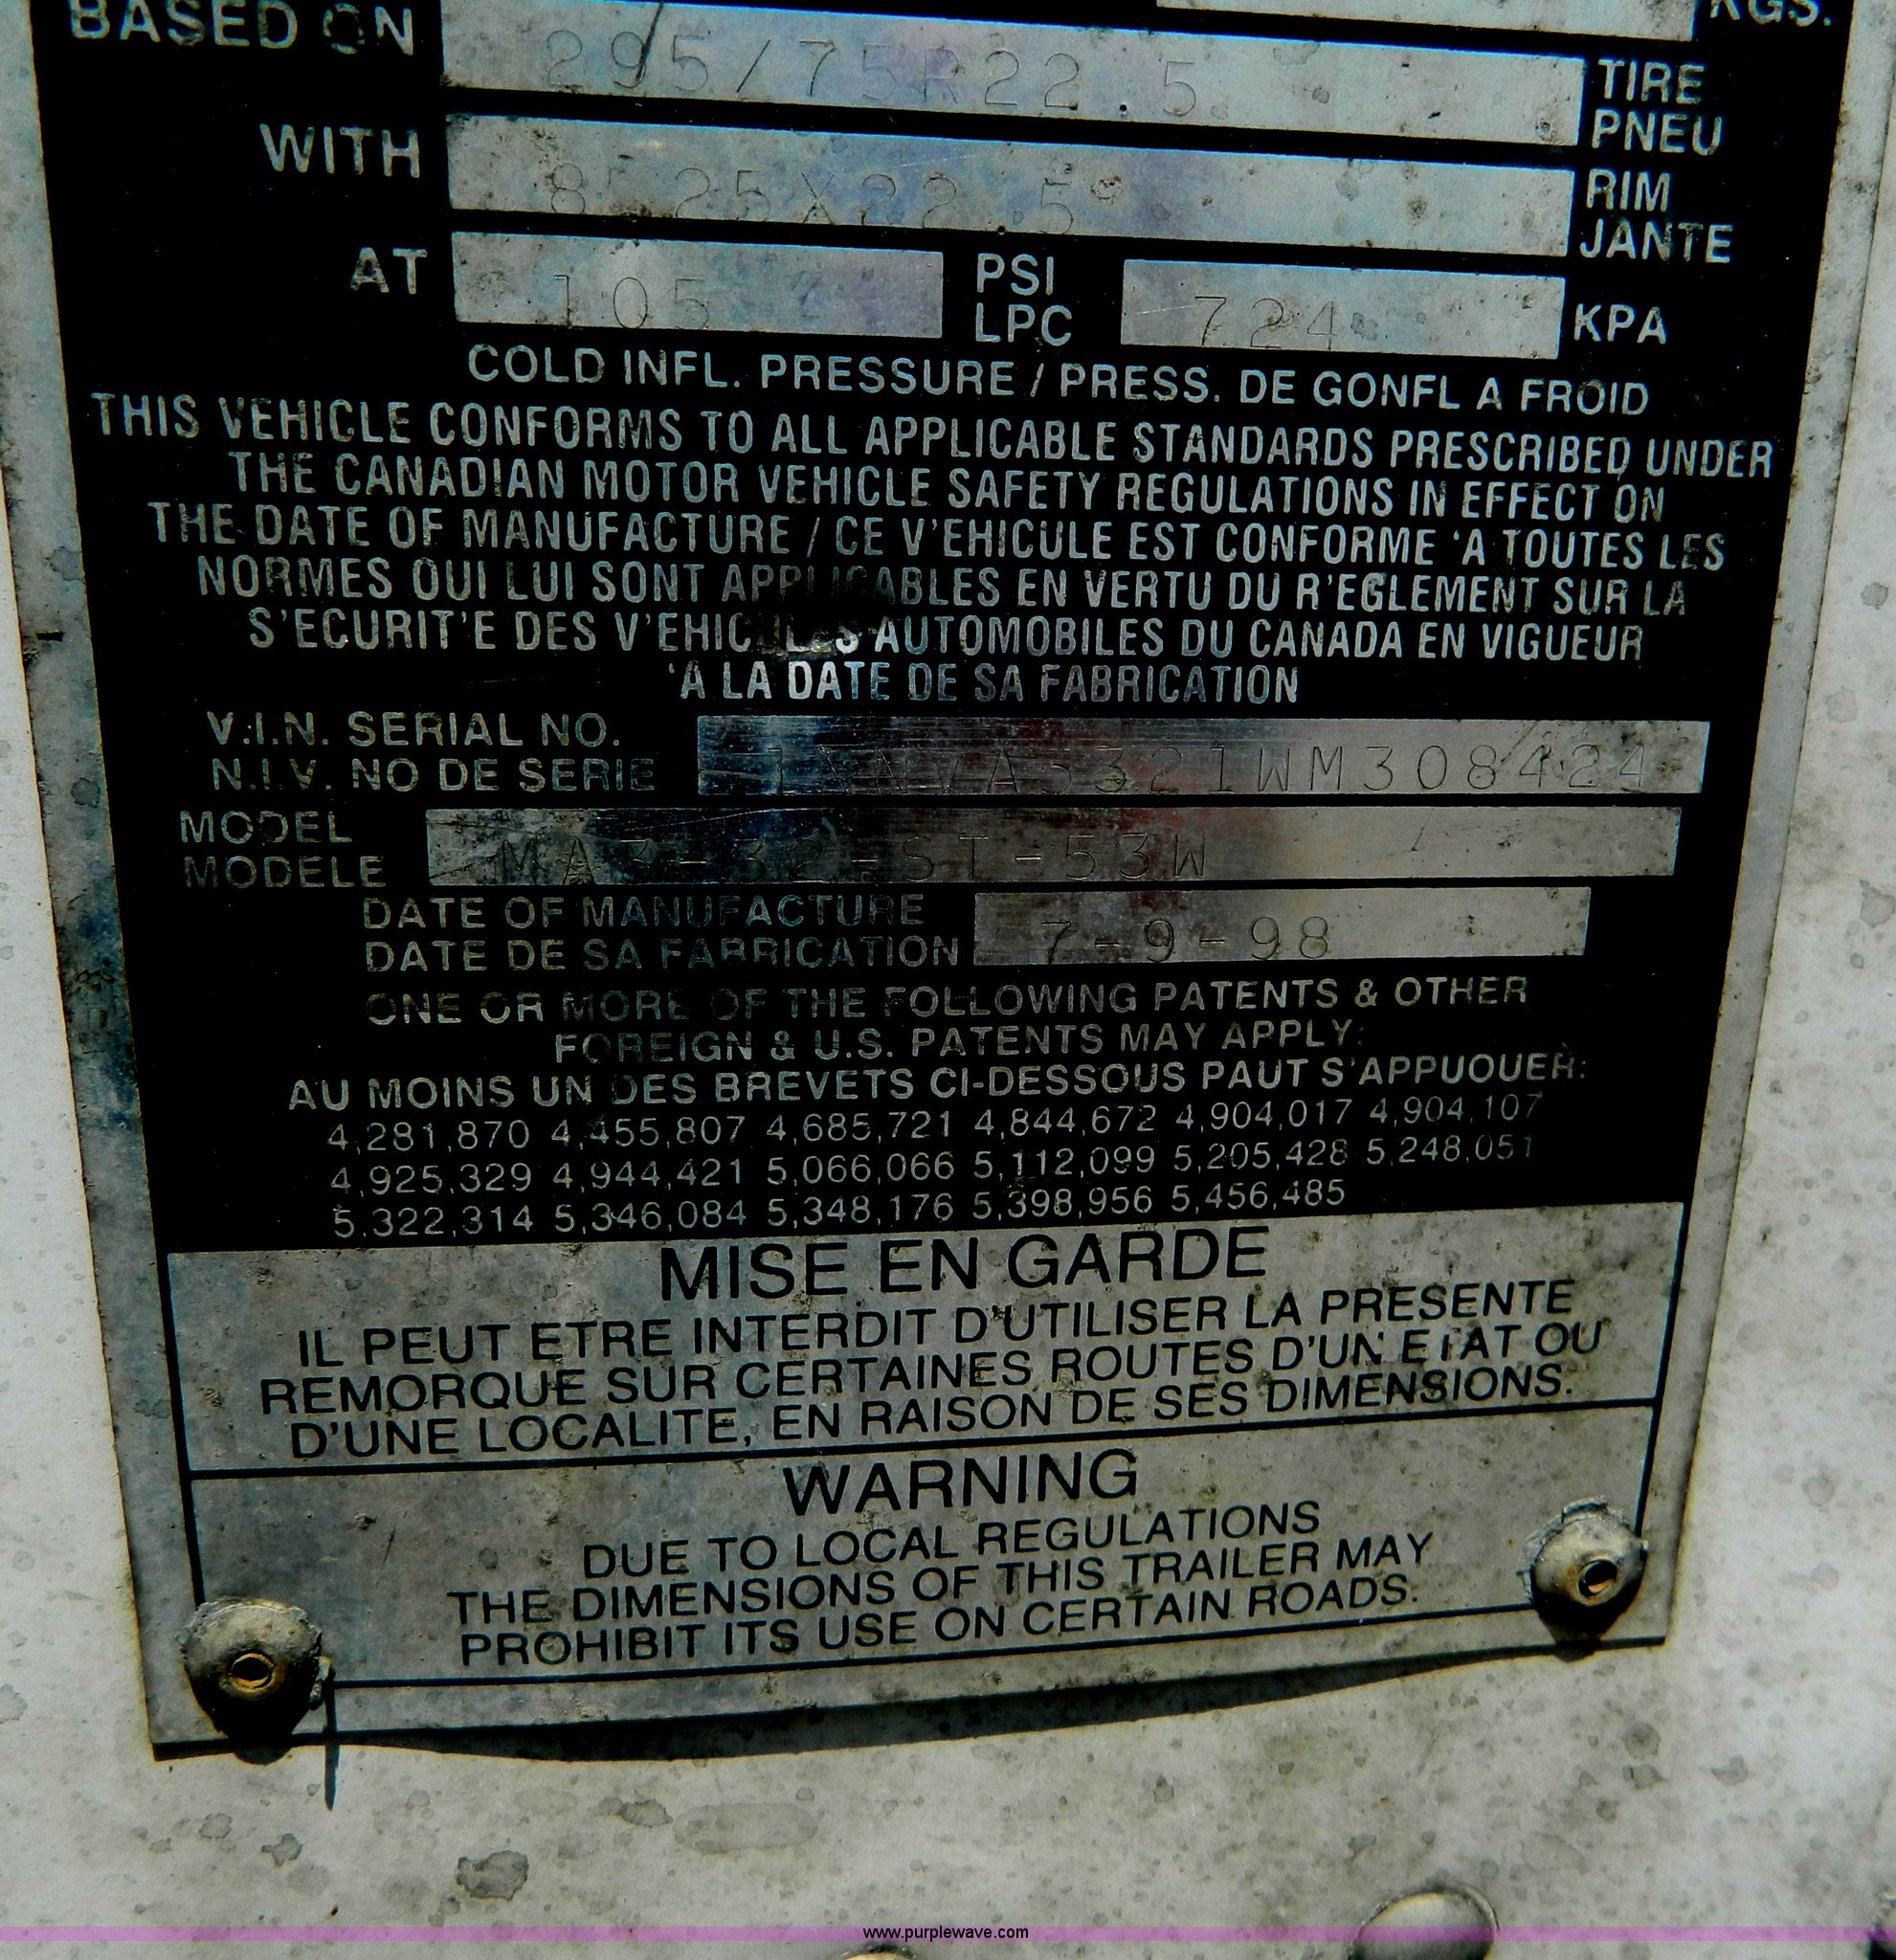 BASED ON
KGS.
295/75R22.5
TIRE
PNEU
WITH
8.25X22.5
RIM
JANTE
AT
105
PSI
LPC
724
KPA
COLD INFL. PRESSURE / PRESS. DE GONFL A FROID
THIS VEHICLE CONFORMS TO ALL APPLICABLE STANDARDS PRESCRIBED UNDER
THE CANADIAN MOTOR VEHICLE SAFETY REGULATIONS IN EFFECT ON
THE DATE OF MANUFACTURE / CE V'EHICULE EST CONFORME 'A TOUTES LES
NORMES OUI LUI SONT APPLICABLES EN VERTU DU R'EGLEMENT SUR LA
S'ECURIT'E DES V'EHICULES AUTOMOBILES DU CANADA EN VIGUEUR
'A LA DATE DE SA FABRICATION
V.I.N. SERIAL NO.
N.I.V. NO DE SERIE
MODEL
MODELE
MA3-32-ST-53W
DATE OF MANUFACTURE
DATE DE SA FABRICATION
7-9-98
ONE OR MORE OF THE FOLLOWING PATENTS & OTHER
FOREIGN & U.S. PATENTS MAY APPLY:
AU MOINS UN DES BREVETS CI-DESSOUS PAUT S'APPUOUER:
4,281,870 4,455,807 4,685,721 4,844,672 4,904,017 4,904,107
4,925,329 4,944,421 5,066,066 5,112,099 5,205,428 5,248,051
5,322,314 5,346,084 5,348,176 5,398,956 5,456,485
MISE EN GARDE
IL PEUT ETRE INTERDIT D'UTILISER LA PRESENTE
REMORQUE SUR CERTAINES ROUTES D'UN ETAT OU
D'UNE LOCALITE, EN RAISON DE SES DIMENSIONS.
WARNING
DUE TO LOCAL REGULATIONS
THE DIMENSIONS OF THIS TRAILER MAY
PROHIBIT ITS USE ON CERTAIN ROADS.
www.purplewave.com